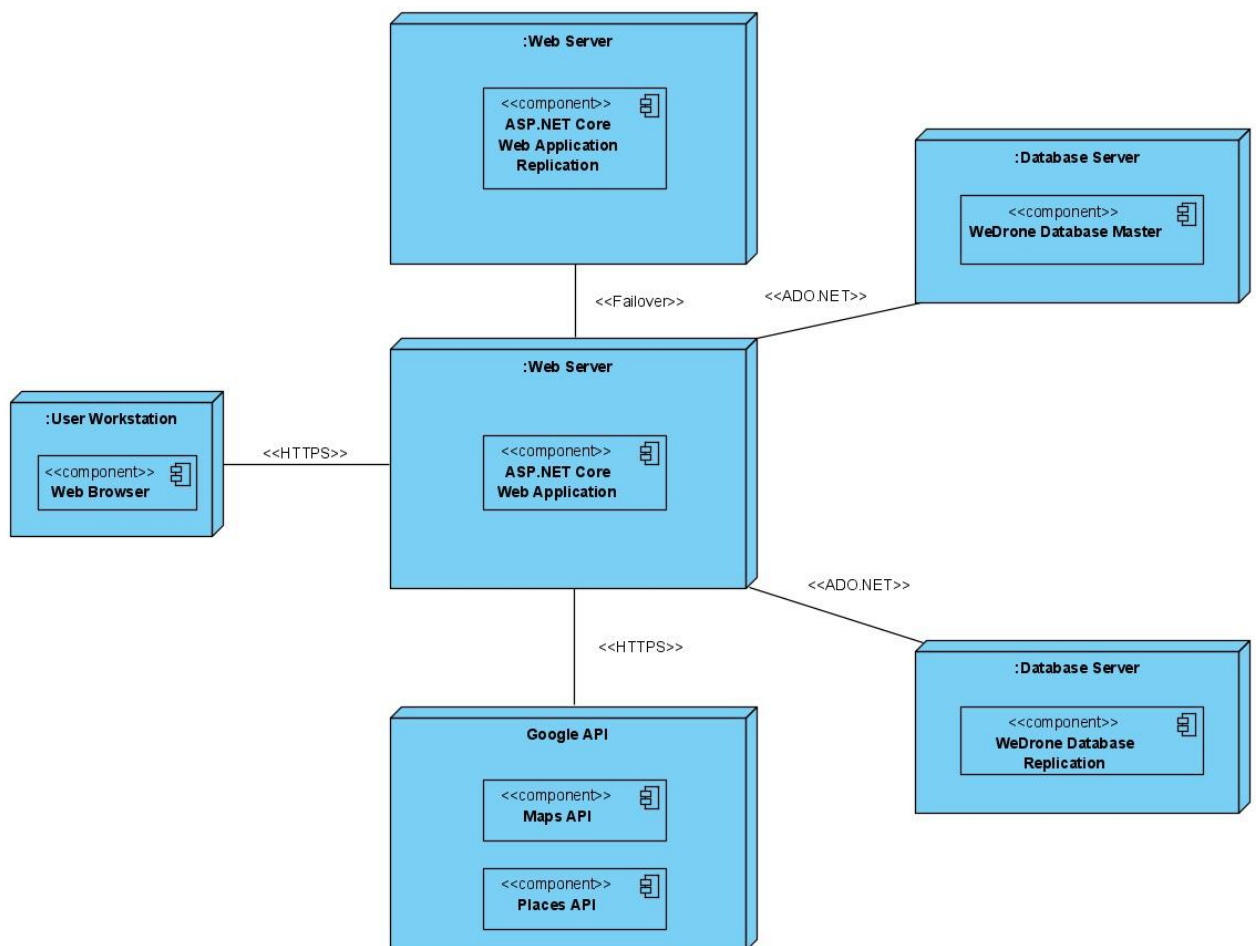 :Web Server
<<component>>
ASP.NET Core
Web Application
Replication
:Database Server
<<component>>
WeDrone Database Master
<<Failover>>
<<ADO.NET>>
:Web Server
<<component>>
ASP.NET Core
Web Application
:User Workstation
<<component>>
Web Browser
<<HTTPS>>
<<ADO.NET>>
<<HTTPS>>
:Database Server
<<component>>
WeDrone Database
Replication
Google API
<<component>>
Maps API
<<component>>
Places API